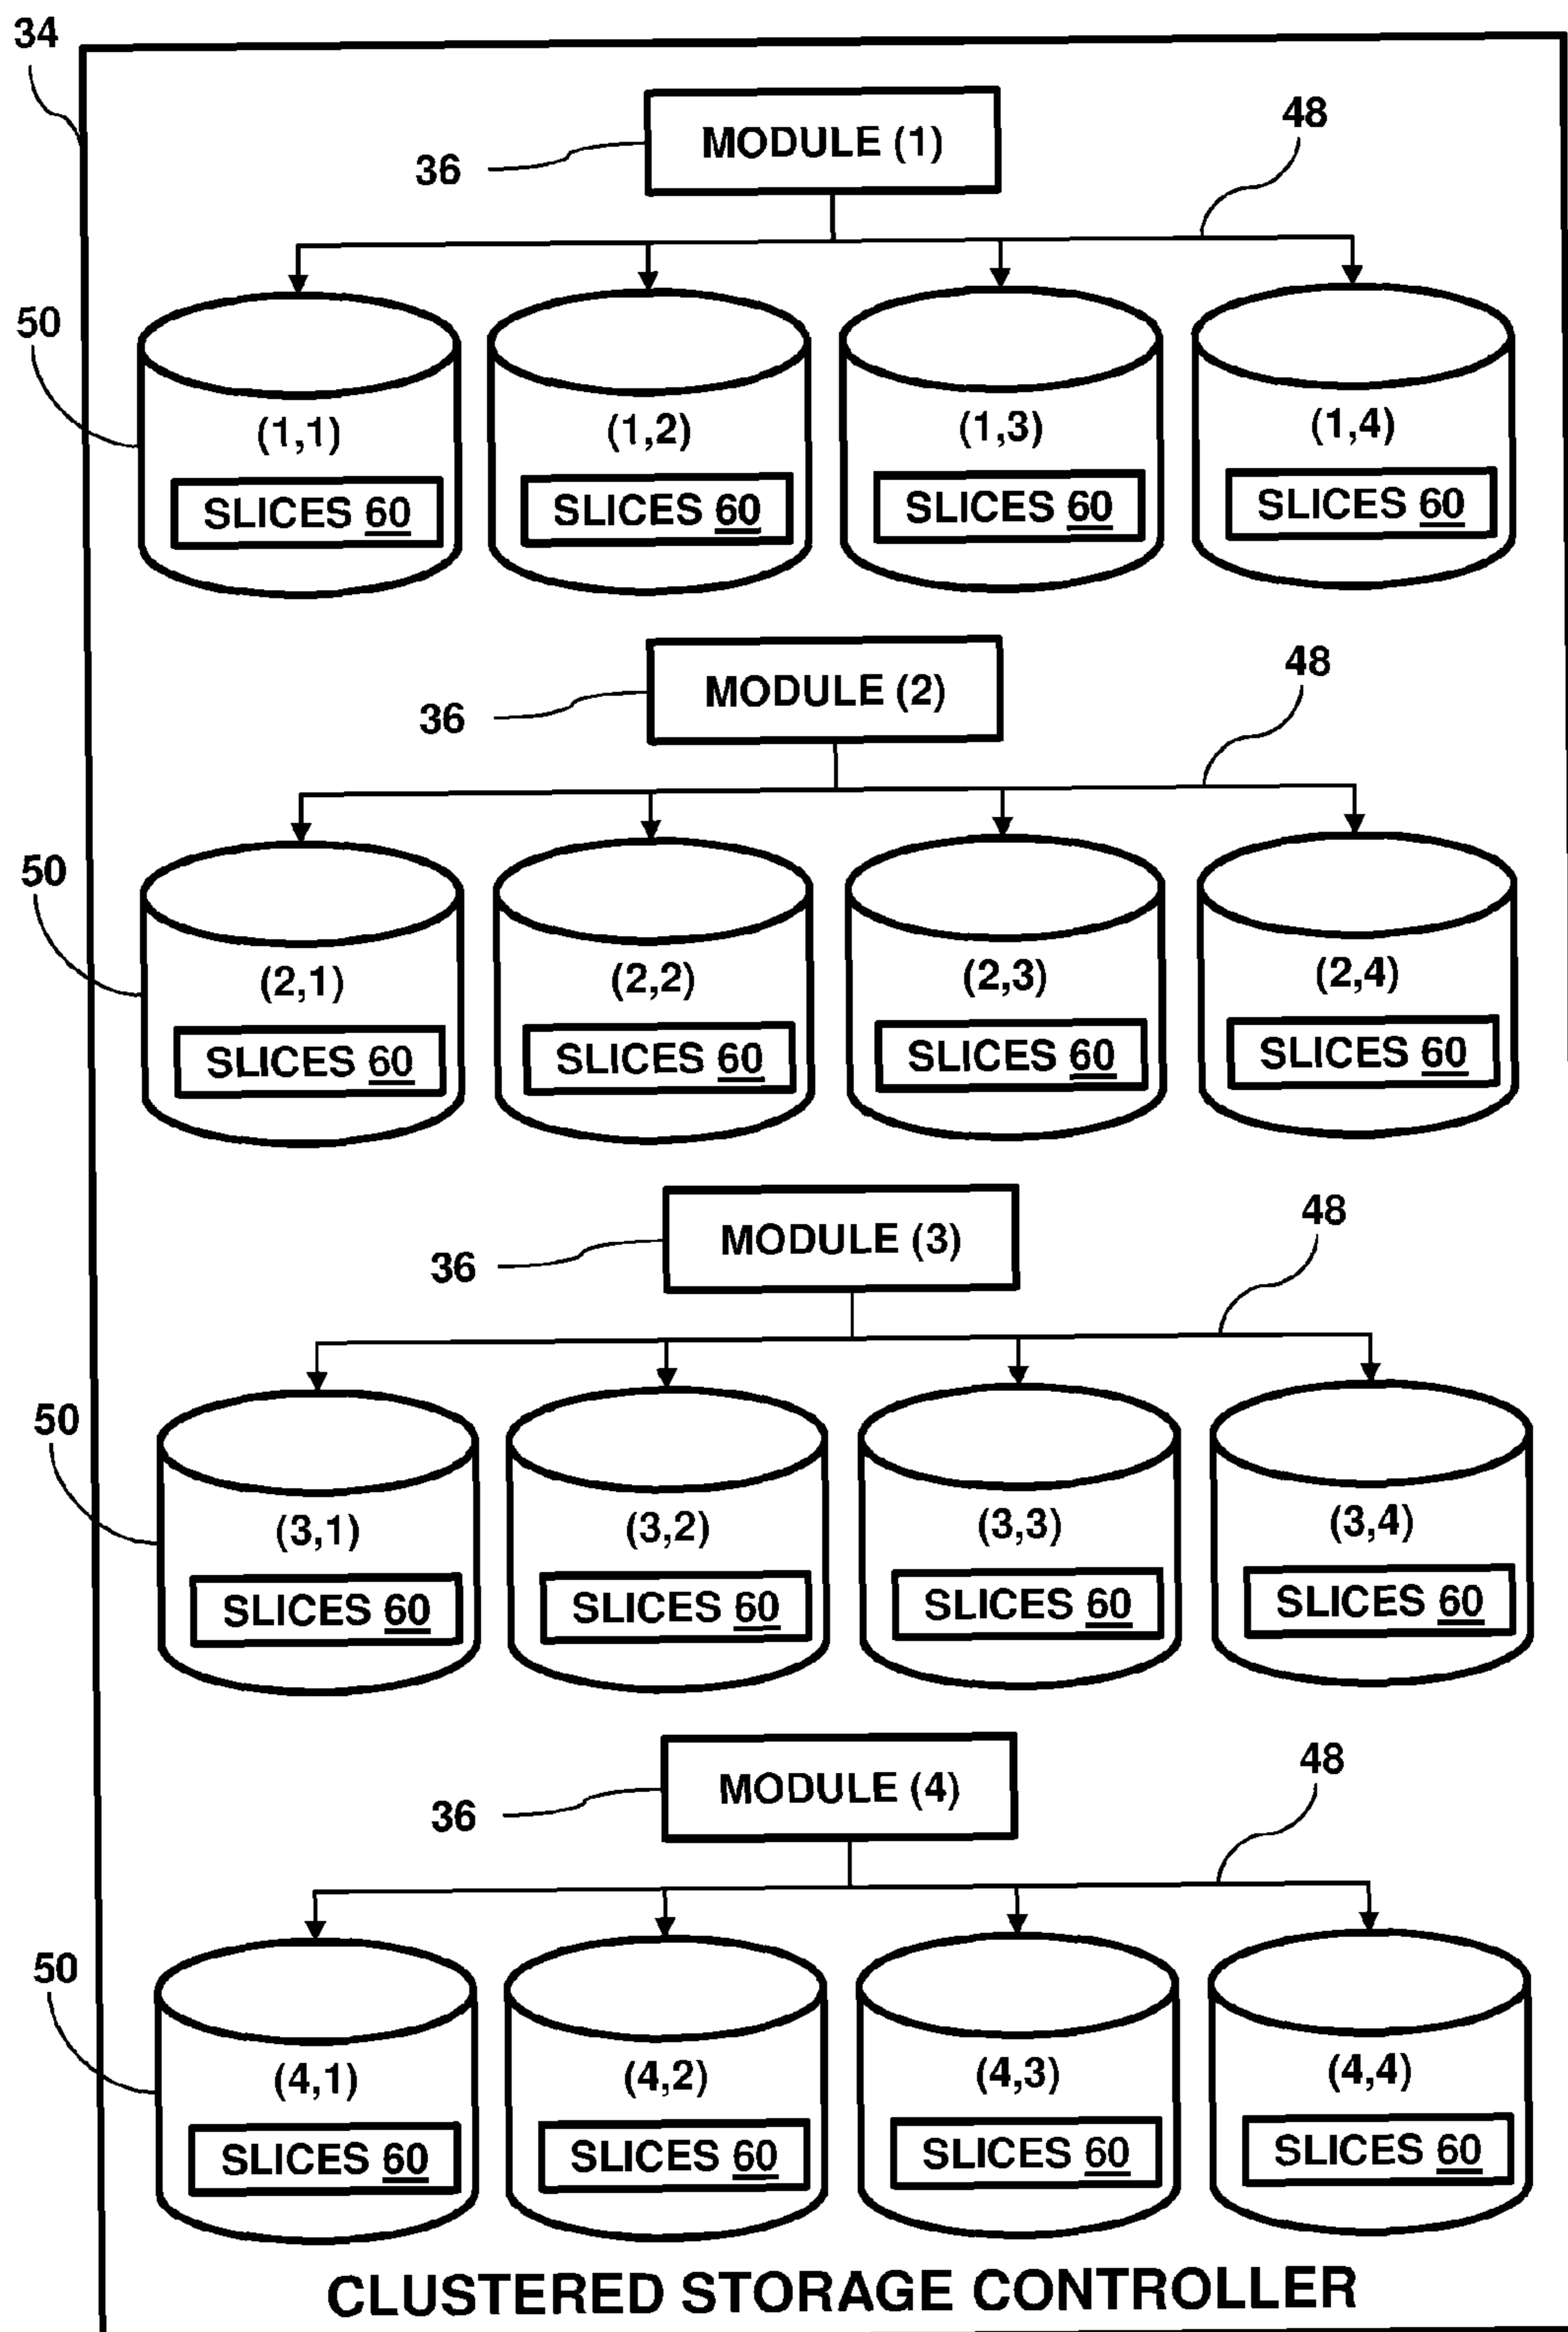 34
48
MODULE (1)
36
50
(1,1) (1,2) (1,3) (1,4)
SLICES 60 SLICES 60 SLICES 60 SLICES 60
48
MODULE (2)
36
50
(2,1) (2,2) (2,3) (2,4)
SLICES 60 SLICES 60 SLICES 60 SLICES 60
48
MODULE (3)
36
50
(3,1) (3,2) (3,3) (3,4)
SLICES 60 SLICES 60 SLICES 60 SLICES 60
48
MODULE (4)
36
50
(4,1) (4,2) (4,3) (4,4)
SLICES 60 SLICES 60 SLICES 60 SLICES 60
CLUSTERED STORAGE CONTROLLER